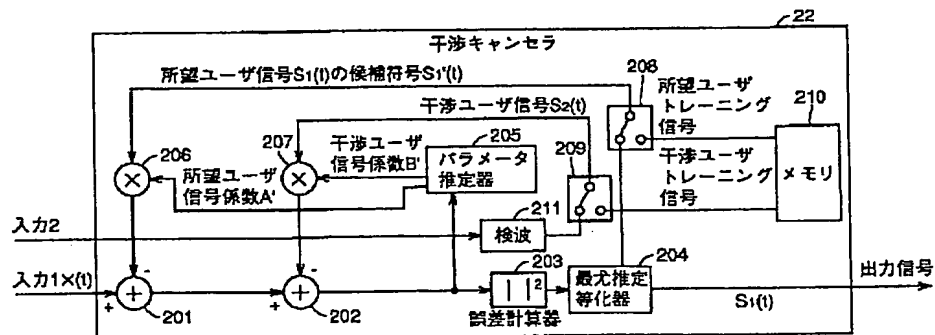 22
干渉キャンセラ
所望ユーザ信号S1(t)の候補符号S1'(t)
208
所望ユーザ
トレーニング
信号
210
メモリ
干渉ユーザ信号S2(t)
209
干渉ユーザ
トレーニング
信号
206
207
干渉ユーザ
信号係数B'
205
パラメータ
推定器
所望ユーザ
信号係数A'
入力2
211
検波
入力1X(t)
-
+
201
-
+
202
203
| |²
誤差計算器
204
最尤推定
等化器
S1(t)
出力信号